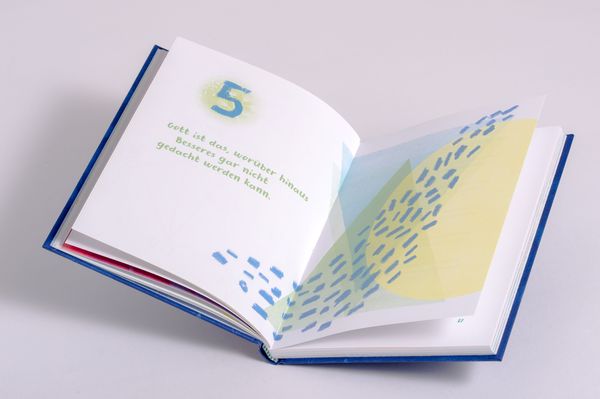 5
Gott ist das, worüber hinaus
Besseres gar nicht
gedacht werden kann.